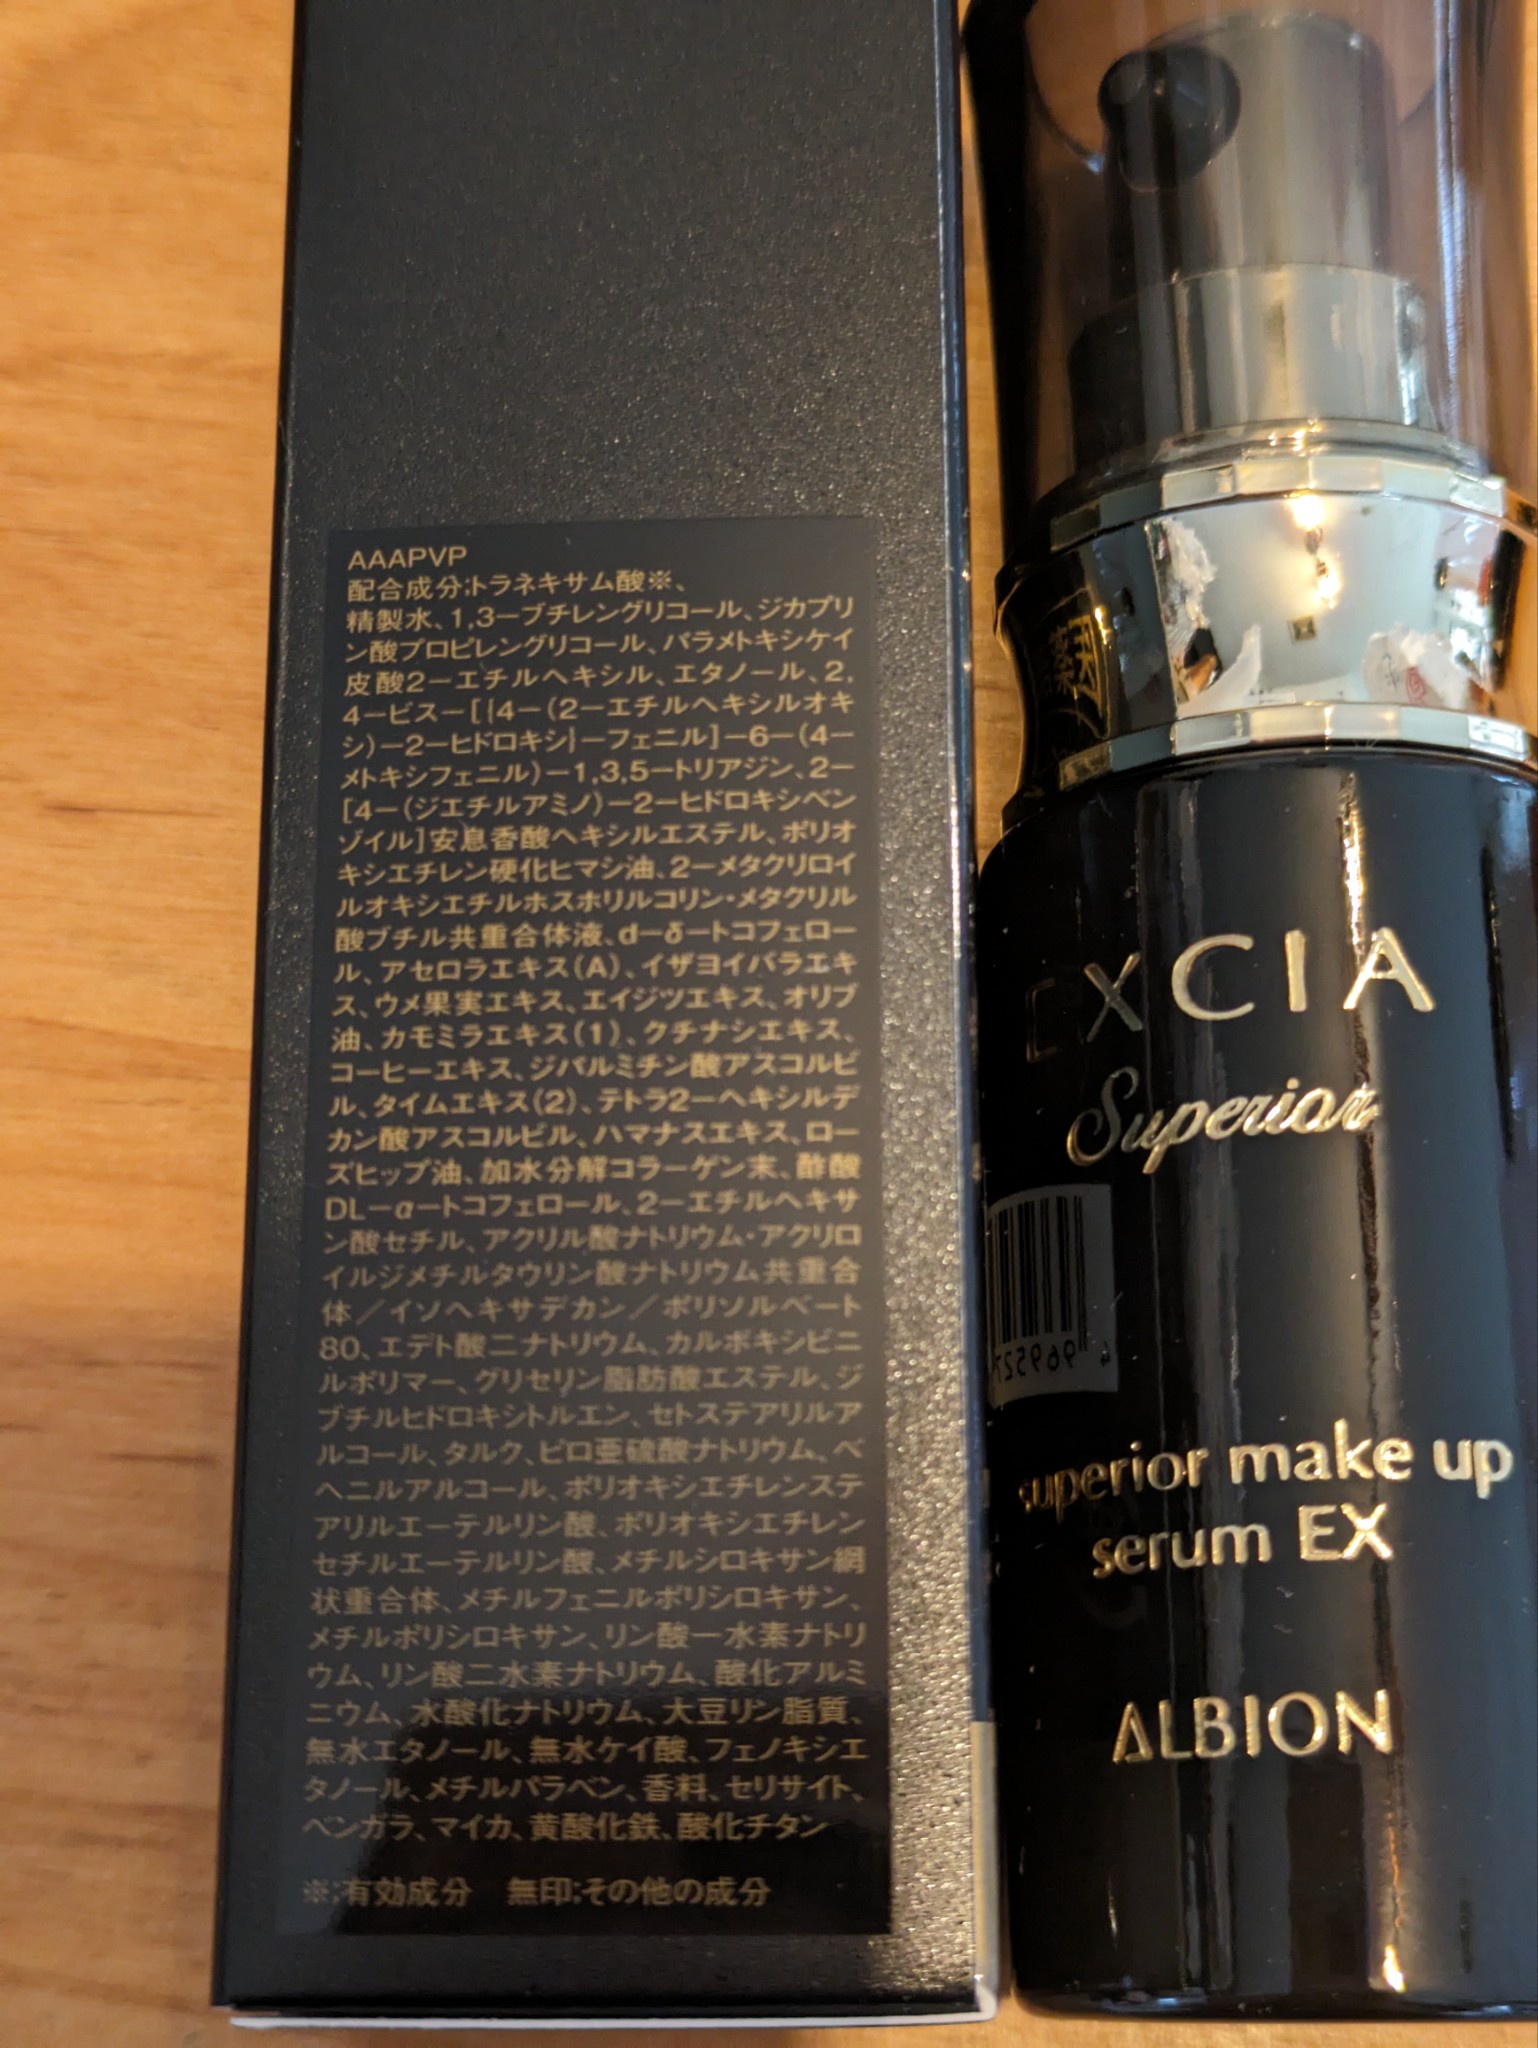 AAAPVP
配合成分;トラネキサム酸※、
精製水、1,3ーブチレングリコール、ジカプリ
ン酸プロピレングリコール、パラメトキシケイ
皮酸2ーエチルヘキシル、エタノール、2,
4ービスー[{4ー(2ーエチルヘキシルオキ
シ)ー2ーヒドロキシ}ーフェニル]ー6ー(4ー
メトキシフェニル)ー1,3,5ートリアジン、2ー
[4ー(ジエチルアミノ)ー2ーヒドロキシベン
ゾイル]安息香酸ヘキシルエステル、ポリオ
キシエチレン硬化ヒマシ油、2ーメタクリロイ
ルオキシエチルホスホリルコリン・メタクリル
酸ブチル共重合体液、dーδートコフェロー
ル、アセロラエキス(A)、イザヨイバラエキ
ス、ウメ果実エキス、エイジツエキス、オリブ
油、カモミラエキス(1)、クチナシエキス、
コーヒーエキス、ジパルミチン酸アスコルビ
ル、タイムエキス(2)、テトラ2ーヘキシルデ
カン酸アスコルビル、ハマナスエキス、ロー
ズヒップ油、加水分解コラーゲン末、酢酸
DLーαートコフェロール、2ーエチルヘキサ
ン酸セチル、アクリル酸ナトリウム・アクリロ
イルジメチルタウリン酸ナトリウム共重合
体/イソヘキサデカン/ポリソルベート
80、エデト酸二ナトリウム、カルボキシビニ
ルポリマー、グリセリン脂肪酸エステル、ジ
ブチルヒドロキシトルエン、セトステアリルア
ルコール、タルク、ピロ亜硫酸ナトリウム、ベ
ヘニルアルコール、ポリオキシエチレンステ
アリルエーテルリン酸、ポリオキシエチレン
セチルエーテルリン酸、メチルシロキサン網
状重合体、メチルフェニルポリシロキサン、
メチルポリシロキサン、リン酸一水素ナトリ
ウム、リン酸二水素ナトリウム、酸化アルミ
ニウム、水酸化ナトリウム、大豆リン脂質、
無水エタノール、無水ケイ酸、フェノキシエ
タノール、メチルパラベン、香料、セリサイト、
ベンガラ、マイカ、黄酸化鉄、酸化チタン
※;有効成分 無印;その他の成分
EXCIA
Superior
superior make up
serum EX
ALBION